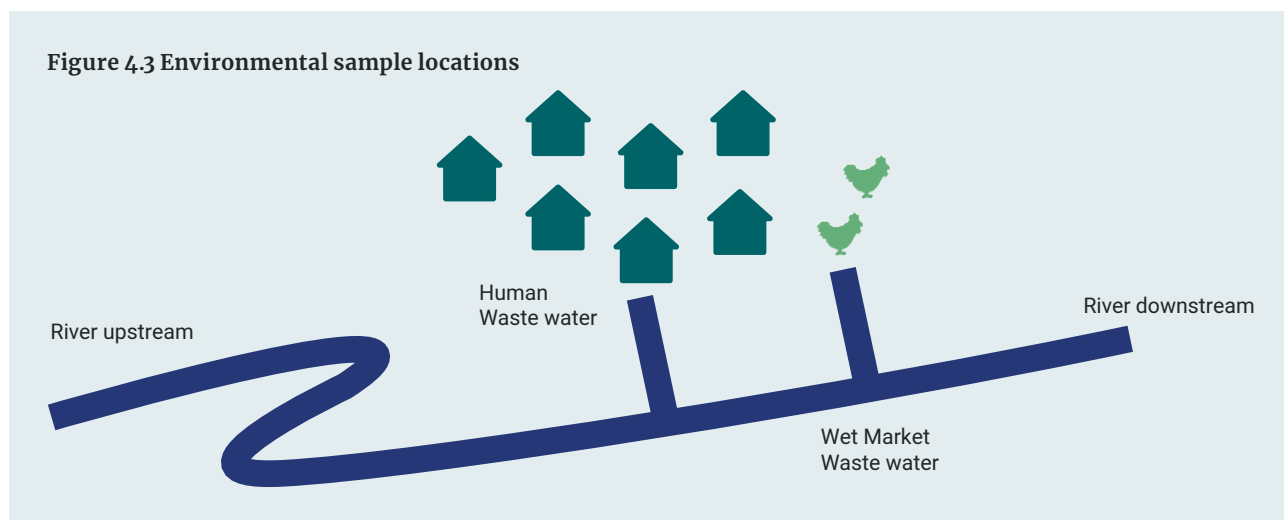 Figure 4.3 Environmental sample locations
Human
Waste water
River upstream
River downstream
Wet Market
Waste water